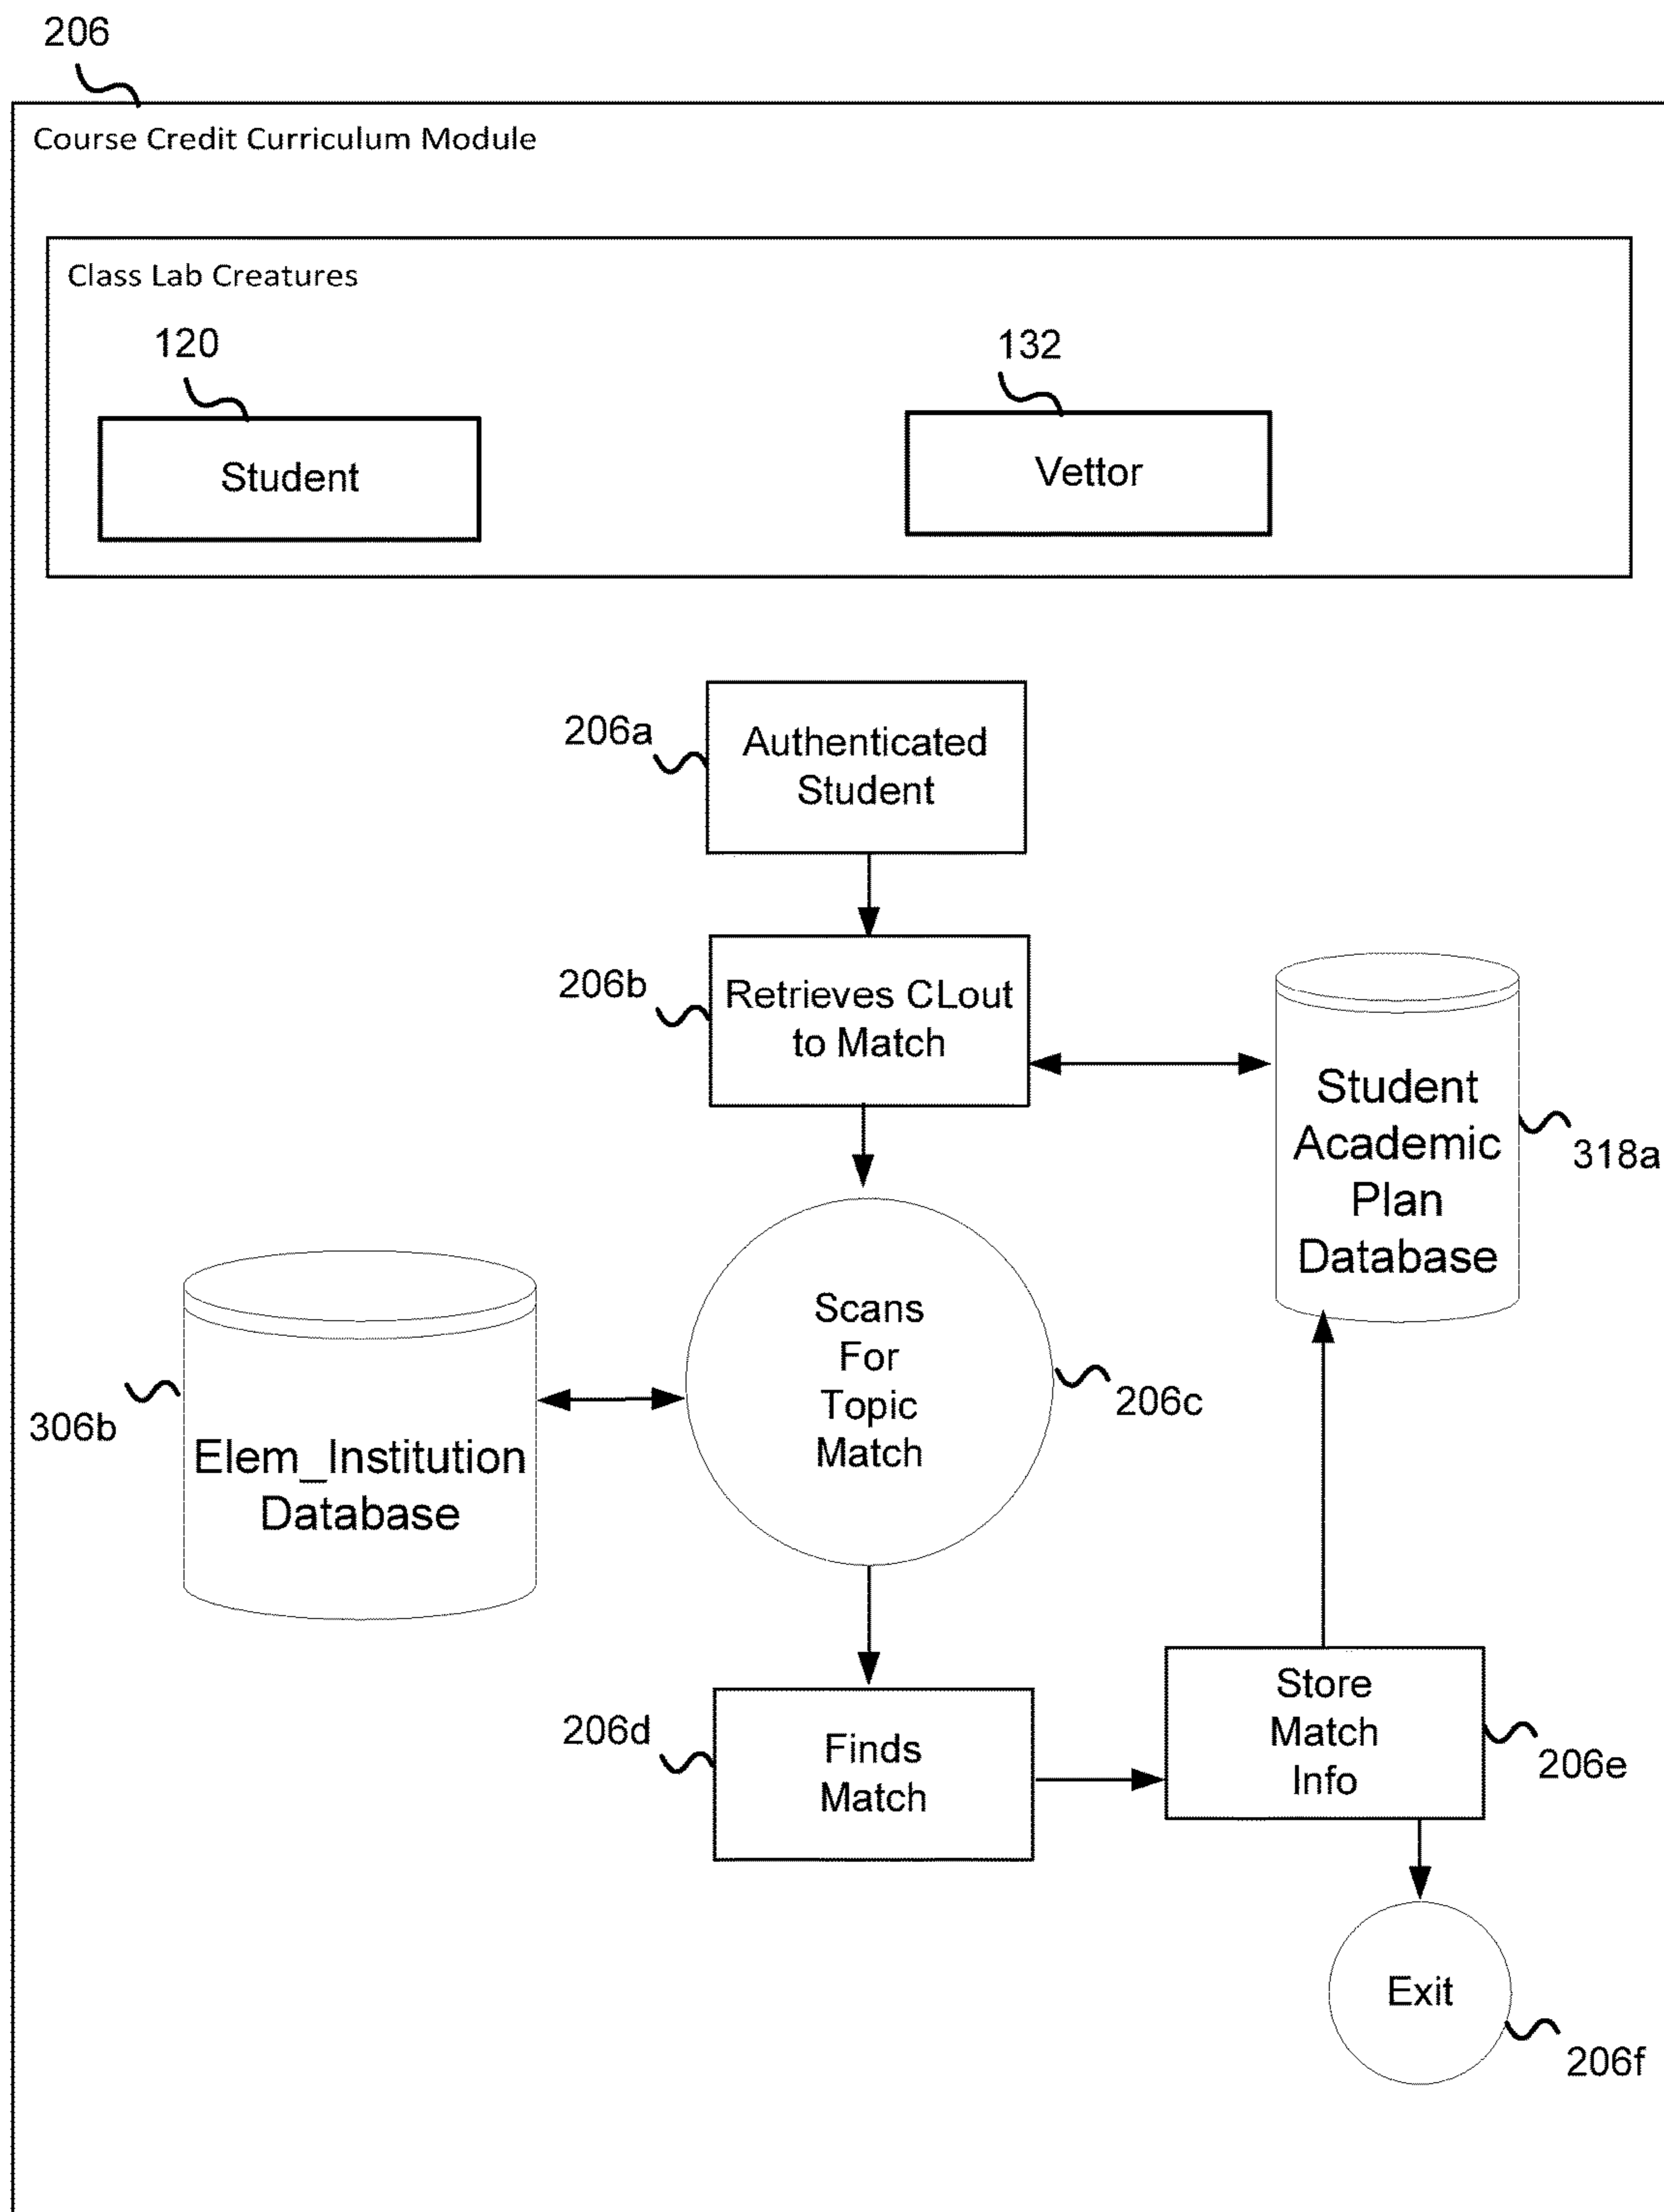 206
Course Credit Curriculum Module
Class Lab Creatures
120
132
Student
Vettor
206a
Authenticated
Student
206b
Retrieves CLout
to Match
Student
Academic
Plan
Database
318a
Scans
For
Topic
Match
206c
306b
Elem_Institution
Database
206d
Finds
Match
Store
Match
Info
206e
Exit
206f